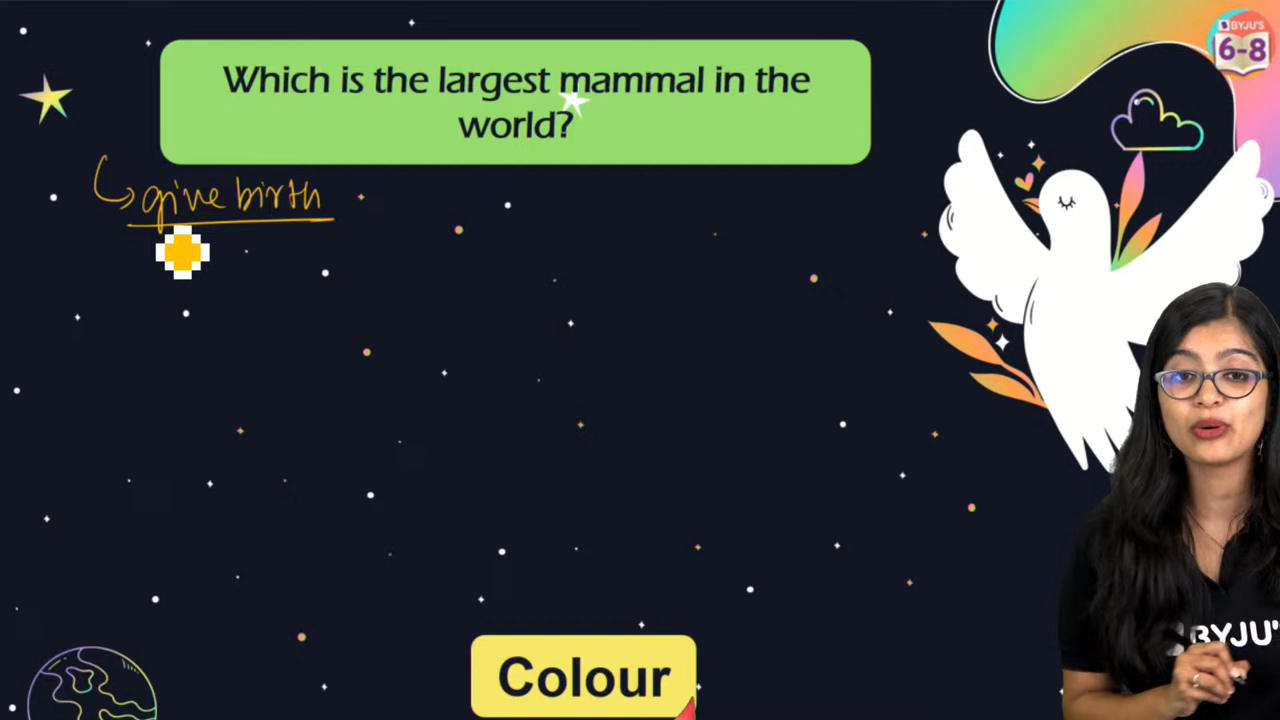 BYJU'S
6-8
Which is the largest mammal in the
world?
give birth
BYJU'
Colour